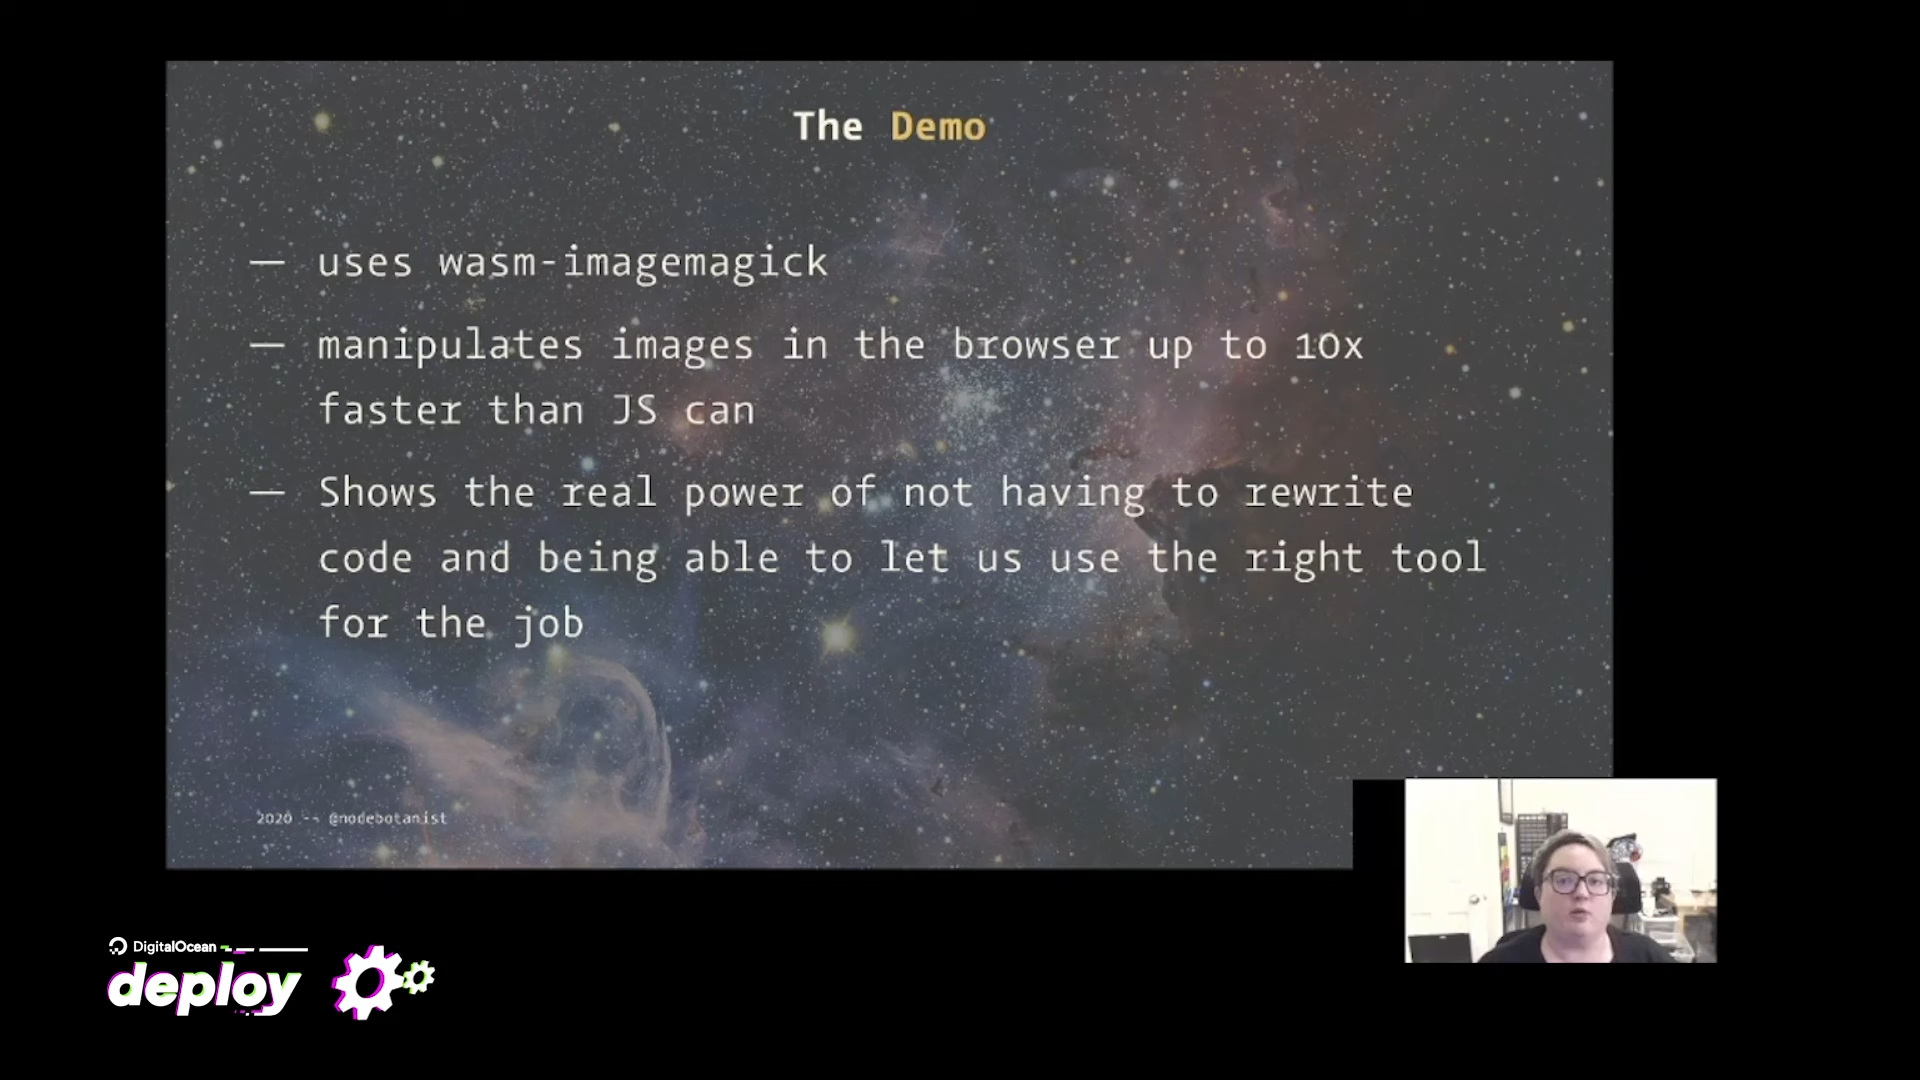 The Demo
— uses wasm-imagemagick
— manipulates images in the browser up to 10x
faster than JS can
— Shows the real power of not having to rewrite
code and being able to let us use the right tool
for the job
2020 -- @nodebotanist
DigitalOcean
deploy